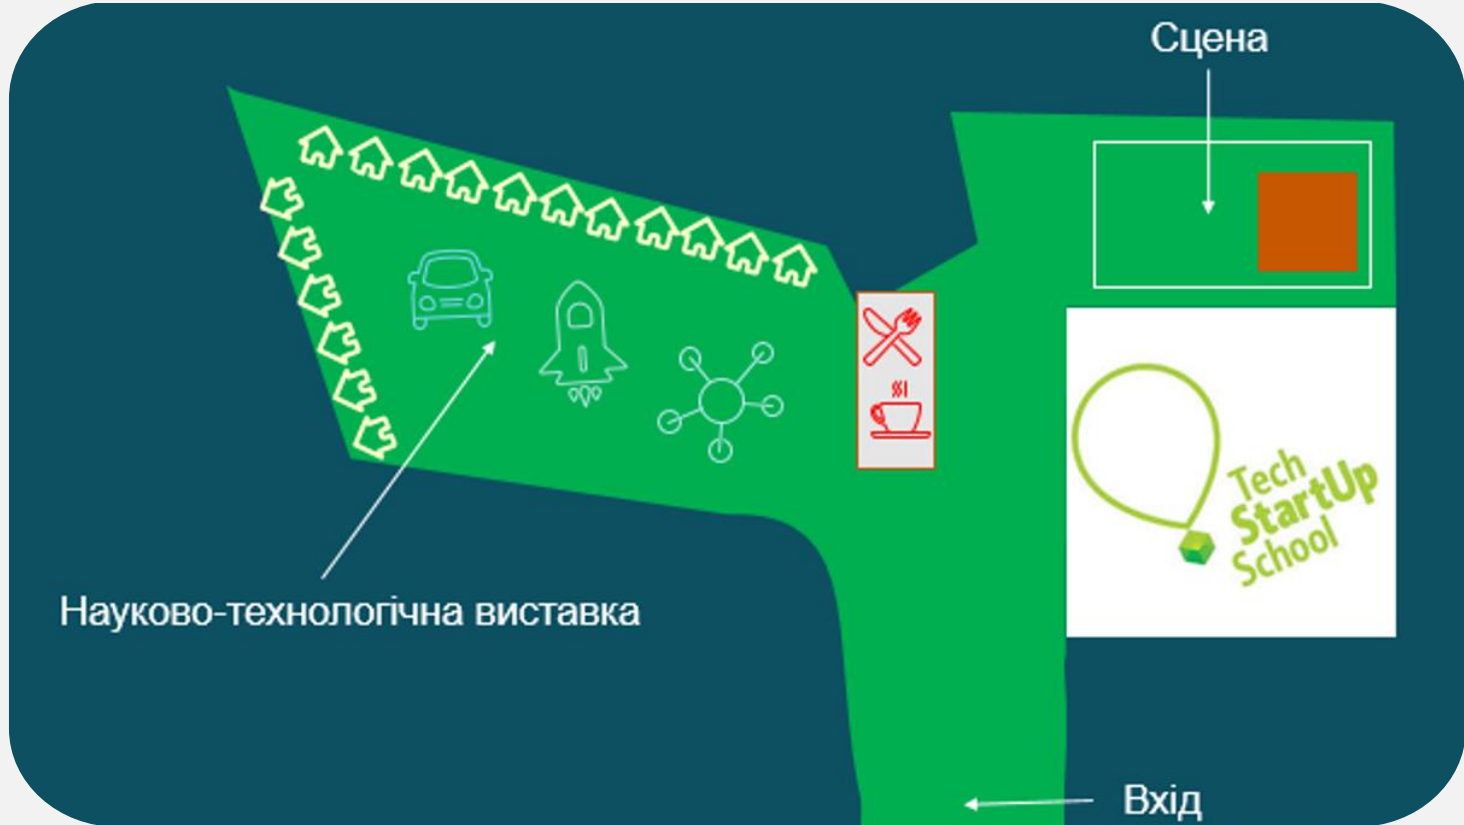 Сцена
Tech
StartUp
School
Науково-технологічна виставка
Вхід